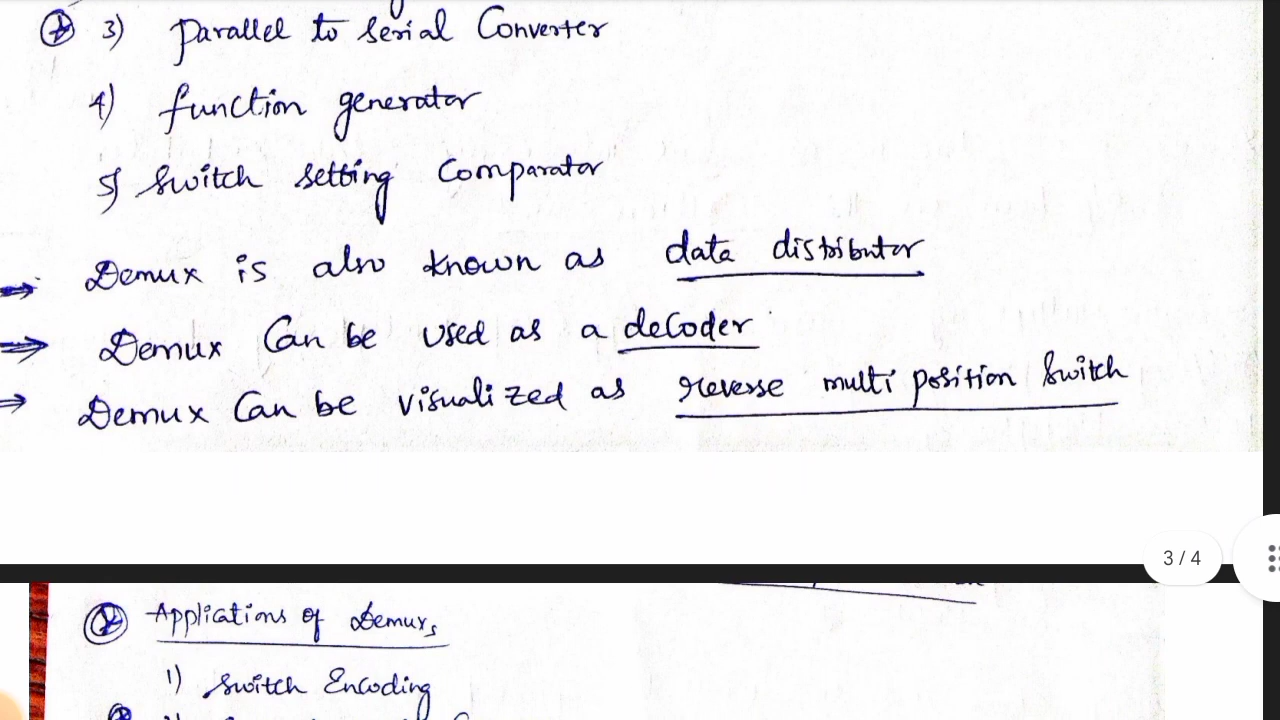 3) parallel to serial Converter
4) function generator
5) Switch setting Comparator
Demux is also known as data distributor
Demux Can be used as a decoder
Demux Can be visualized as reverse multi position switch
3 / 4
Applications of Demux,
1) Switch Encoding